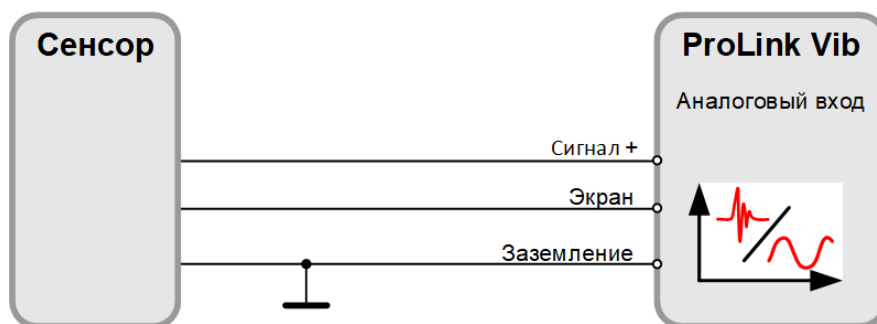 Сенсор
ProLink Vib
Аналоговый вход
Сигнал +
Экран
Заземление